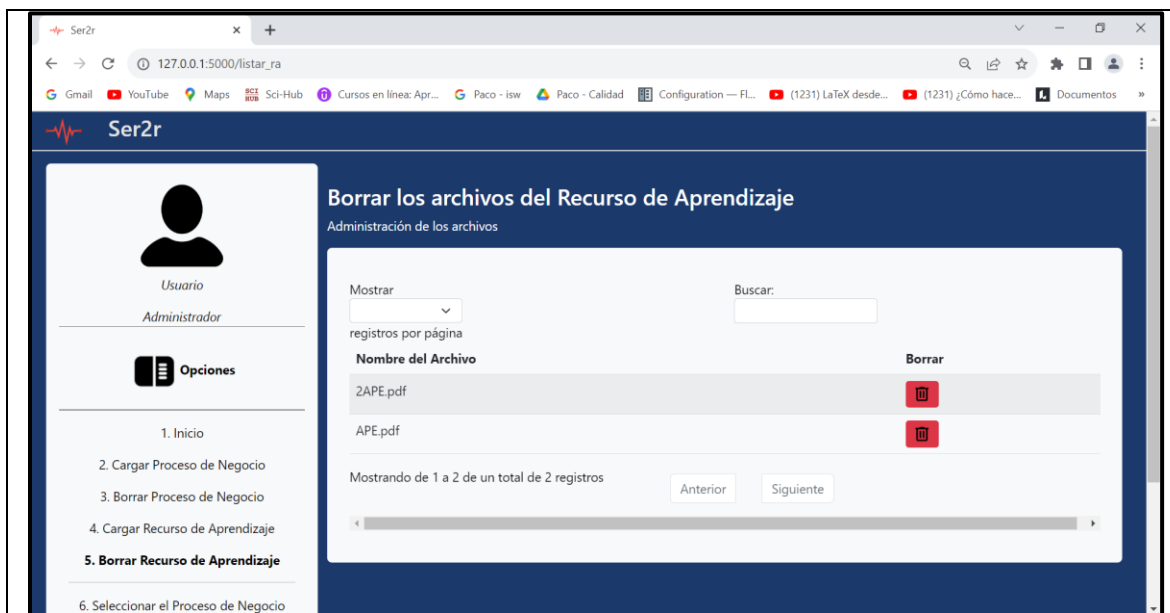 Ser2r
127.0.0.1:5000/listar_ra
Gmail YouTube Maps SCI HUB Sci-Hub Cursos en línea: Apr... Paco - isw Paco - Calidad Configuration — Fl... (1231) LaTeX desde... (1231) ¿Cómo hace... Documentos »
Ser2r
Usuario
Administrador
Opciones
1. Inicio
2. Cargar Proceso de Negocio
3. Borrar Proceso de Negocio
4. Cargar Recurso de Aprendizaje
5. Borrar Recurso de Aprendizaje
6. Seleccionar el Proceso de Negocio
Borrar los archivos del Recurso de Aprendizaje
Administración de los archivos
Mostrar
registros por página
Buscar:
Nombre del Archivo Borrar
2APE.pdf
APE.pdf
Mostrando de 1 a 2 de un total de 2 registros
Anterior Siguiente